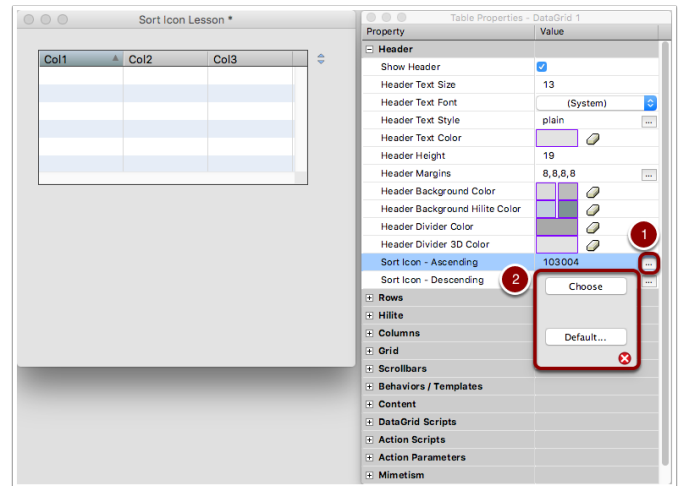 Sort Icon Lesson *
Col1 Col2 Col3
Table Properties - DataGrid 1
Property Value
Header
Show Header
Header Text Size 13
Header Text Font (System)
Header Text Style plain ...
Header Text Color
Header Height 19
Header Margins 8,8,8,8 ...
Header Background Color
Header Background Hilite Color
Header Divider Color
Header Divider 3D Color
1
Sort Icon - Ascending 103004 ...
Sort Icon - Descending ...
2
Choose
Default...
Rows
Hilite
Columns
Grid
Scrollbars
Behaviors / Templates
Content
DataGrid Scripts
Action Scripts
Action Parameters
Mimetism